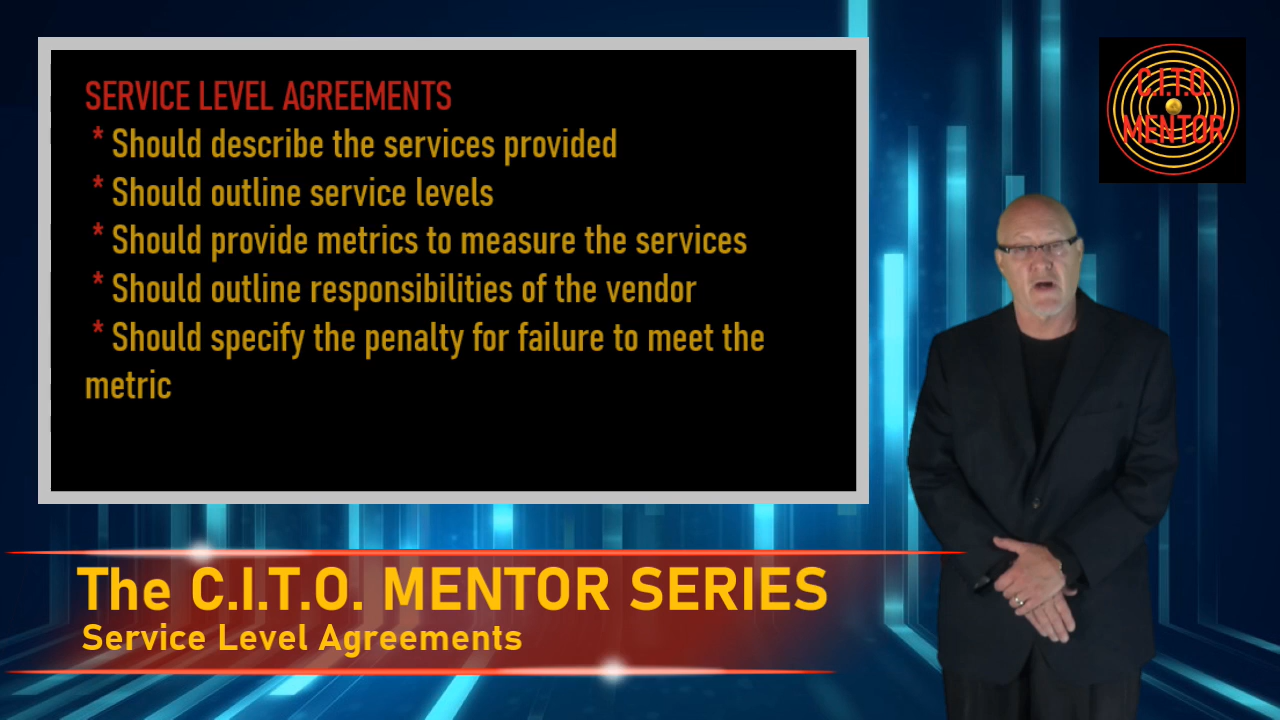 SERVICE LEVEL AGREEMENTS
* Should describe the services provided
* Should outline service levels
* Should provide metrics to measure the services
* Should outline responsibilities of the vendor
* Should specify the penalty for failure to meet the
metric
C.I.T.O.
MENTOR
The C.I.T.O. MENTOR SERIES
Service Level Agreements